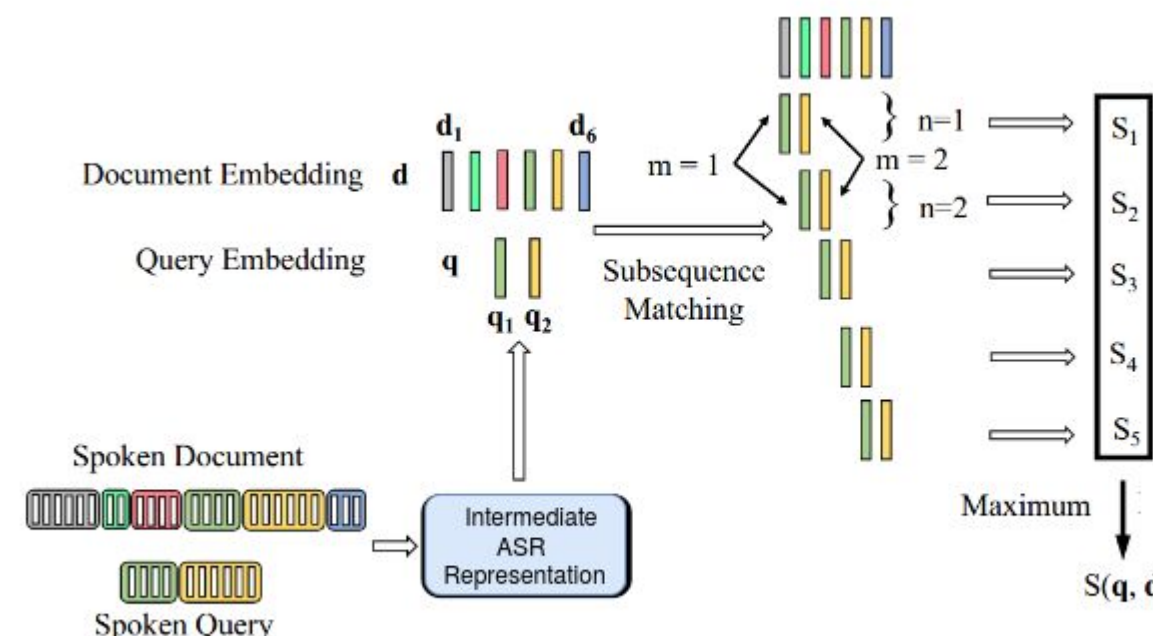 d₁
d₆
Document Embedding d
Query Embedding q
q₁ q₂
m = 1
m = 2
n=1
n=2
Subsequence
Matching
S₁
S₂
S₃
S₄
S₅
Spoken Document
Spoken Query
Intermediate
ASR
Representation
Maximum
S(q, d